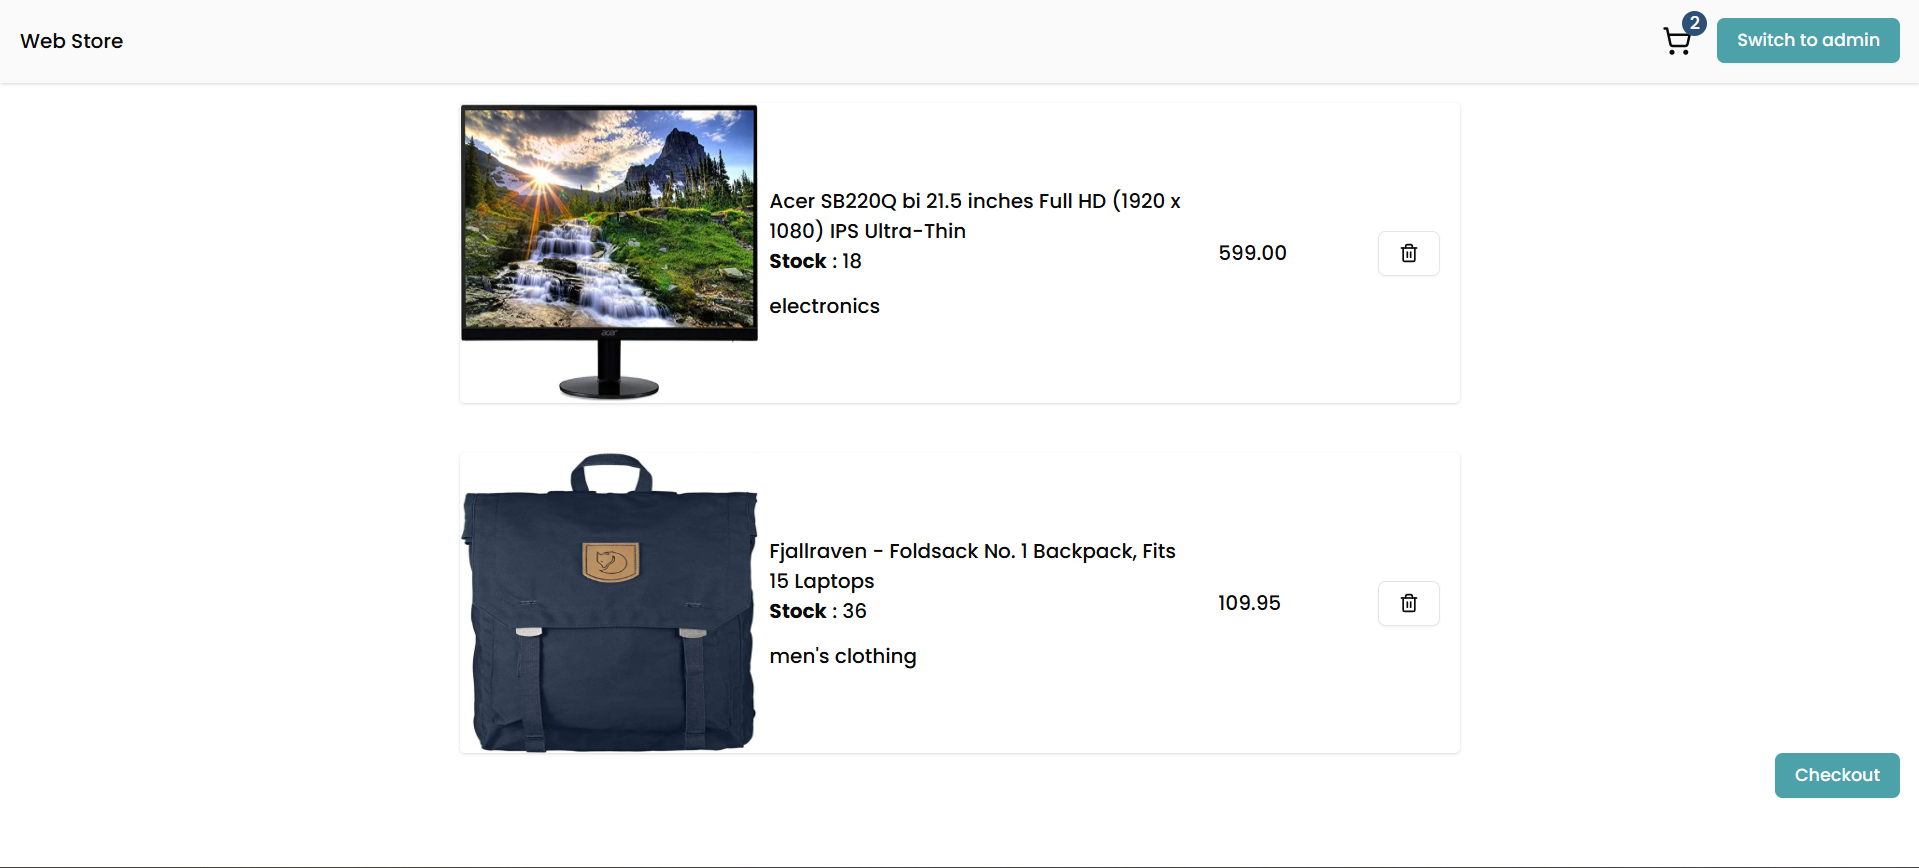 Web Store
2
Switch to admin
acer
Acer SB220Q bi 21.5 inches Full HD (1920 x
1080) IPS Ultra-Thin
Stock : 18
electronics
599.00
Fjallraven - Foldsack No. 1 Backpack, Fits
15 Laptops
Stock : 36
men's clothing
109.95
Checkout